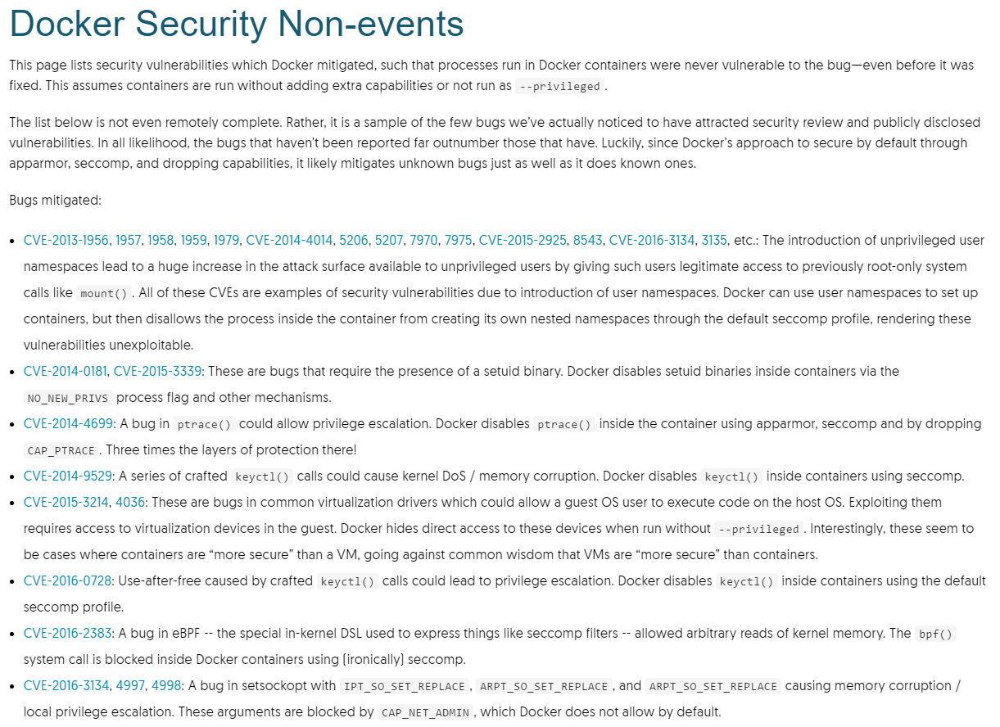 Docker Security Non-events
This page lists security vulnerabilities which Docker mitigated, such that processes run in Docker containers were never vulnerable to the bug—even before it was
fixed. This assumes containers are run without adding extra capabilities or not run as --privileged .
The list below is not even remotely complete. Rather, it is a sample of the few bugs we’ve actually noticed to have attracted security review and publicly disclosed
vulnerabilities. In all likelihood, the bugs that haven’t been reported far outnumber those that have. Luckily, since Docker’s approach to secure by default through
apparmor, seccomp, and dropping capabilities, it likely mitigates unknown bugs just as well as it does known ones.
Bugs mitigated:
• CVE-2013-1956, 1957, 1958, 1959, 1979, CVE-2014-4014, 5206, 5207, 7970, 7975, CVE-2015-2925, 8543, CVE-2016-3134, 3135, etc.: The introduction of unprivileged user
namespaces lead to a huge increase in the attack surface available to unprivileged users by giving such users legitimate access to previously root-only system
calls like mount() . All of these CVEs are examples of security vulnerabilities due to introduction of user namespaces. Docker can use user namespaces to set up
containers, but then disallows the process inside the container from creating its own nested namespaces through the default seccomp profile, rendering these
vulnerabilities unexploitable.
• CVE-2014-0181, CVE-2015-3339: These are bugs that require the presence of a setuid binary. Docker disables setuid binaries inside containers via the
NO_NEW_PRIVS process flag and other mechanisms.
• CVE-2014-4699: A bug in ptrace() could allow privilege escalation. Docker disables ptrace() inside the container using apparmor, seccomp and by dropping
CAP_PTRACE . Three times the layers of protection there!
• CVE-2014-9529: A series of crafted keyctl() calls could cause kernel DoS / memory corruption. Docker disables keyctl() inside containers using seccomp.
• CVE-2015-3214, 4036: These are bugs in common virtualization drivers which could allow a guest OS user to execute code on the host OS. Exploiting them
requires access to virtualization devices in the guest. Docker hides direct access to these devices when run without --privileged . Interestingly, these seem to
be cases where containers are “more secure” than a VM, going against common wisdom that VMs are “more secure” than containers.
• CVE-2016-0728: Use-after-free caused by crafted keyctl() calls could lead to privilege escalation. Docker disables keyctl() inside containers using the default
seccomp profile.
• CVE-2016-2383: A bug in eBPF -- the special in-kernel DSL used to express things like seccomp filters -- allowed arbitrary reads of kernel memory. The bpf()
system call is blocked inside Docker containers using (ironically) seccomp.
• CVE-2016-3134, 4997, 4998: A bug in setsockopt with IPT_SO_SET_REPLACE , ARPT_SO_SET_REPLACE , and ARPT_SO_SET_REPLACE causing memory corruption /
local privilege escalation. These arguments are blocked by CAP_NET_ADMIN , which Docker does not allow by default.